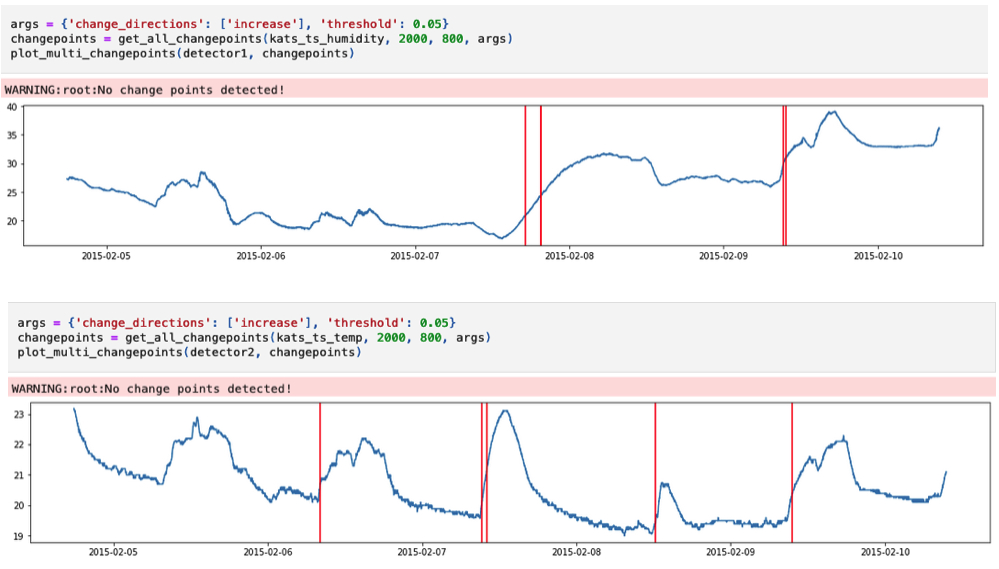 args = {'change_directions': ['increase'], 'threshold': 0.05}
changepoints = get_all_changepoints(kats_ts_humidity, 2000, 800, args)
plot_multi_changepoints(detector1, changepoints)
WARNING:root:No change points detected!
40
35
30
25
20
2015-02-05 2015-02-06 2015-02-07 2015-02-08 2015-02-09 2015-02-10
args = {'change_directions': ['increase'], 'threshold': 0.05}
changepoints = get_all_changepoints(kats_ts_temp, 2000, 800, args)
plot_multi_changepoints(detector2, changepoints)
WARNING:root:No change points detected!
23
22
21
20
19
2015-02-05 2015-02-06 2015-02-07 2015-02-08 2015-02-09 2015-02-10